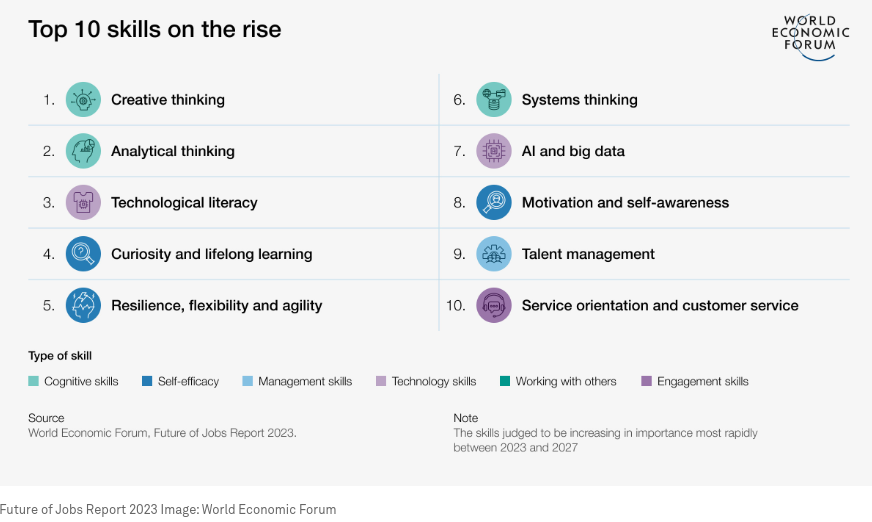 Top 10 skills on the rise
WORLD
ECONOMIC
FORUM
1. Creative thinking
2. Analytical thinking
3. Technological literacy
4. Curiosity and lifelong learning
5. Resilience, flexibility and agility
6. Systems thinking
7. AI and big data
8. Motivation and self-awareness
9. Talent management
10. Service orientation and customer service
Type of skill
Cognitive skills Self-efficacy Management skills Technology skills Working with others Engagement skills
Source
World Economic Forum, Future of Jobs Report 2023.
Note
The skills judged to be increasing in importance most rapidly
between 2023 and 2027
Future of Jobs Report 2023 Image: World Economic Forum